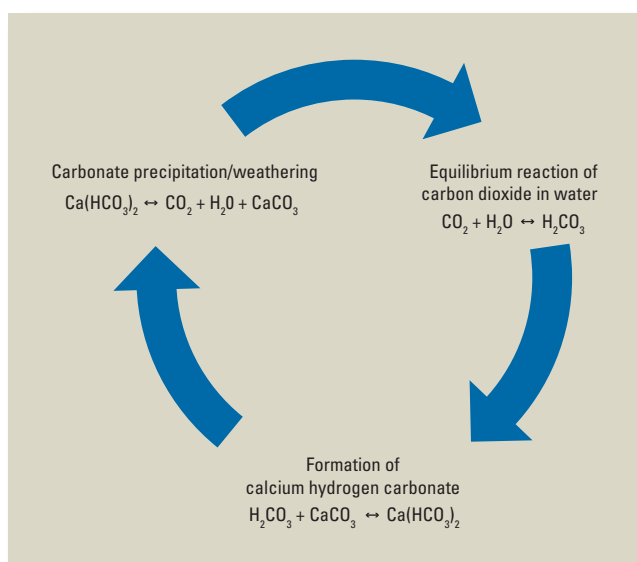 Carbonate precipitation/weathering
Ca(HCO₃)₂ ↔ CO₂ + H₂0 + CaCO₃
Equilibrium reaction of
carbon dioxide in water
CO₂ + H₂O ↔ H₂CO₃
Formation of
calcium hydrogen carbonate
H₂CO₃ + CaCO₃ ↔ Ca(HCO₃)₂